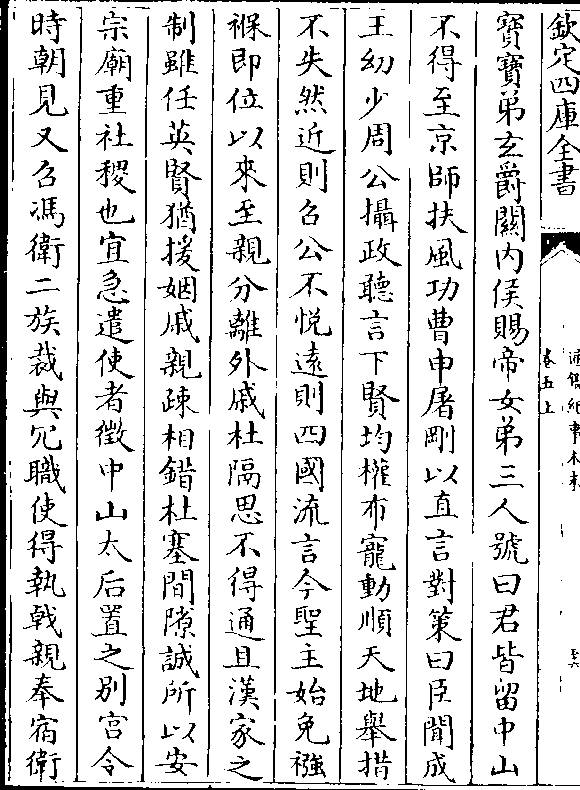 欽定四庫全書
通鑑紀事本末
卷五上
寳寳弟玄爵闗内侯賜帝女弟三人號曰君皆留中山
不得至京師扶風功曹申屠剛以直言對策曰臣聞成
王幼少周公攝政聽言下賢均權布寵動順天地舉措
不失然近則召公不悦遠則四國流言今聖主始免襁
褓即位以來至親分離外戚杜隔恩不得通且漢家之
制雖任英賢猶援姻戚親疎相錯杜塞間隙誠所以安
宗廟重社稷也宜急遣使者徴中山太后置之别宫令
時朝見又召馮衛二族裁與冗職使得執㦸親奉宿衛